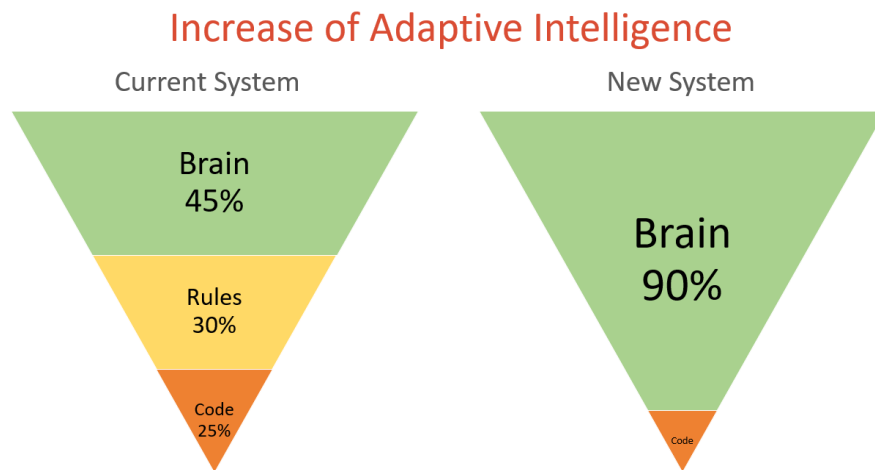 Increase of Adaptive Intelligence
Current System
New System
Brain
45%
Rules
30%
Code
25%
Brain
90%
Code